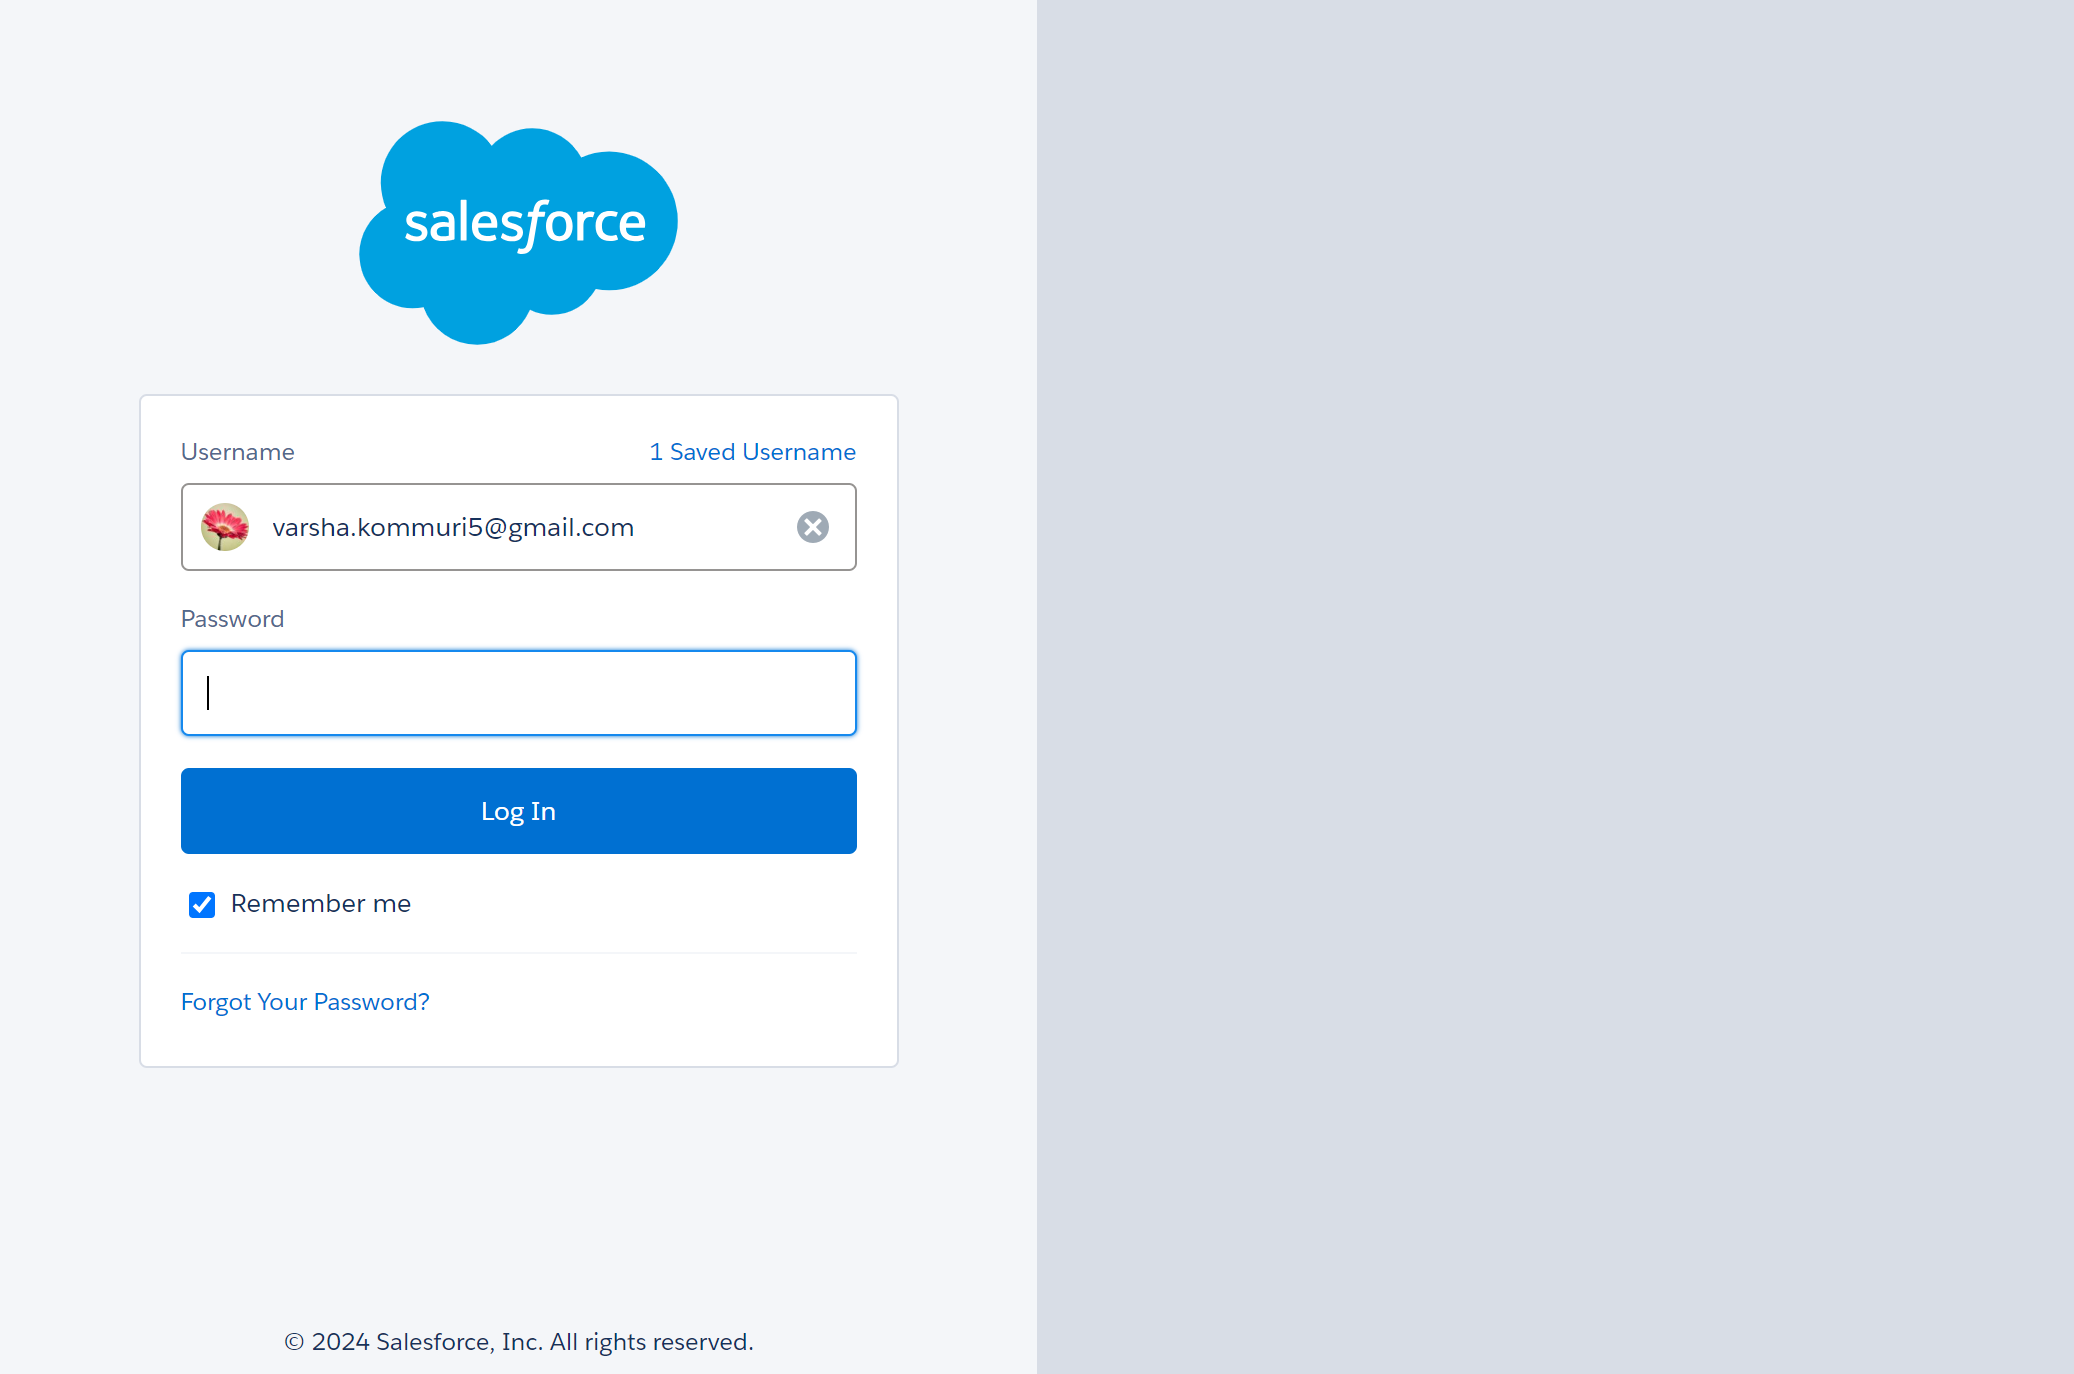 salesforce
Username
1 Saved Username
varsha.kommuri5@gmail.com
Password
Log In
Remember me
Forgot Your Password?
© 2024 Salesforce, Inc. All rights reserved.